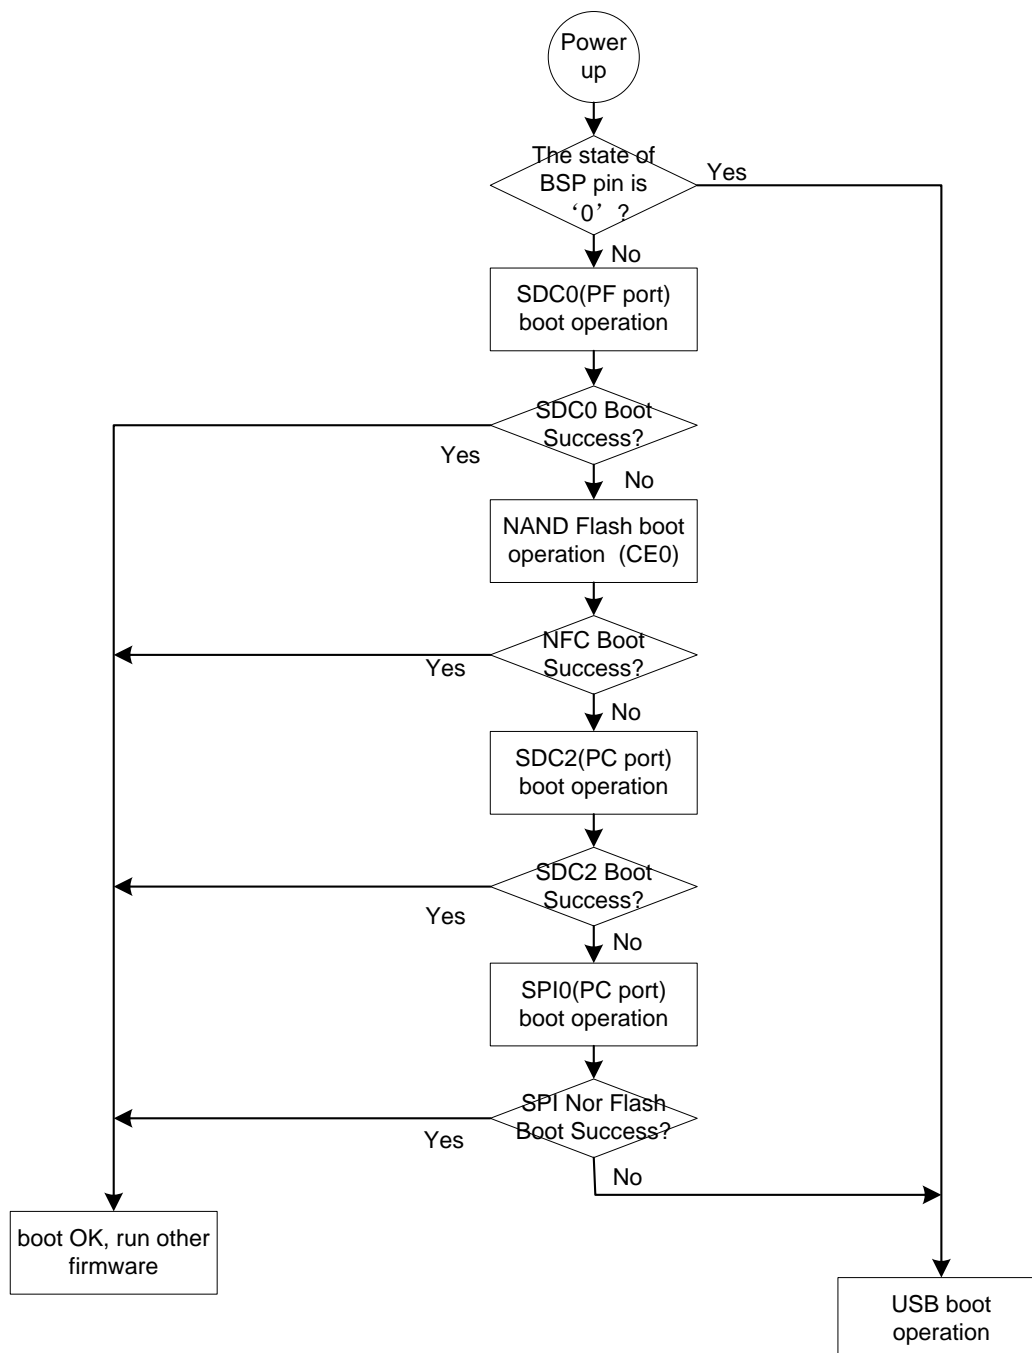 Power
up
The state of
BSP pin is
‘0’ ?
Yes
No
SDC0(PF port)
boot operation
SDC0 Boot
Success?
Yes
No
NAND Flash boot
operation (CE0)
NFC Boot
Success?
Yes
No
SDC2(PC port)
boot operation
SDC2 Boot
Success?
Yes
No
SPI0(PC port)
boot operation
SPI Nor Flash
Boot Success?
Yes
No
boot OK, run other
firmware
USB boot
operation